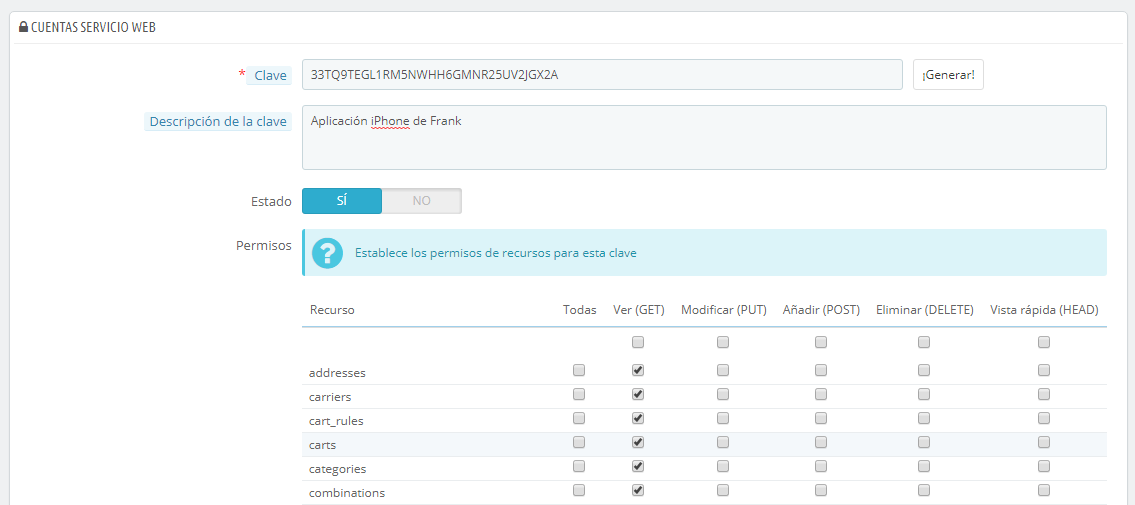 CUENTAS SERVICIO WEB
* Clave 33TQ9TEGL1RM5NWHH6GMNR25UV2JGX2A ¡Generar!
Descripción de la clave Aplicación iPhone de Frank
Estado SÍ NO
Permisos ? Establece los permisos de recursos para esta clave
Recurso Todas Ver (GET) Modificar (PUT) Añadir (POST) Eliminar (DELETE) Vista rápida (HEAD)
addresses
carriers
cart_rules
carts
categories
combinations